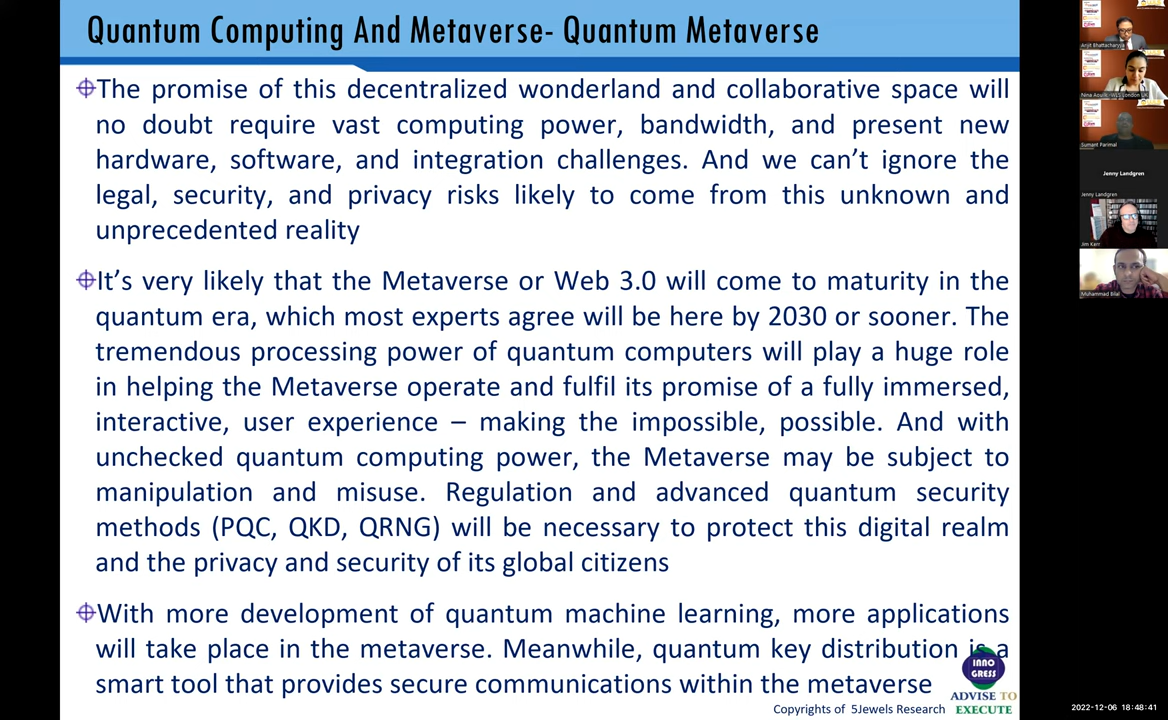 Quantum Computing And Metaverse- Quantum Metaverse
The promise of this decentralized wonderland and collaborative space will
no doubt require vast computing power, bandwidth, and present new
hardware, software, and integration challenges. And we can’t ignore the
legal, security, and privacy risks likely to come from this unknown and
unprecedented reality
It’s very likely that the Metaverse or Web 3.0 will come to maturity in the
quantum era, which most experts agree will be here by 2030 or sooner. The
tremendous processing power of quantum computers will play a huge role
in helping the Metaverse operate and fulfil its promise of a fully immersed,
interactive, user experience – making the impossible, possible. And with
unchecked quantum computing power, the Metaverse may be subject to
manipulation and misuse. Regulation and advanced quantum security
methods (PQC, QKD, QRNG) will be necessary to protect this digital realm
and the privacy and security of its global citizens
With more development of quantum machine learning, more applications
will take place in the metaverse. Meanwhile, quantum key distribution is a
smart tool that provides secure communications within the metaverse
INNO
GRESS
ADVISE TO
EXECUTE
Copyrights of 5Jewels Research
Anjit Bhattacharyya
Nina Aouilk -WLS London UK
Sumant Parimal
Jenny Landgren
Jenny Landgren
Jim Kerr
Muhammad Bilal
2022-12-06 18:48:41